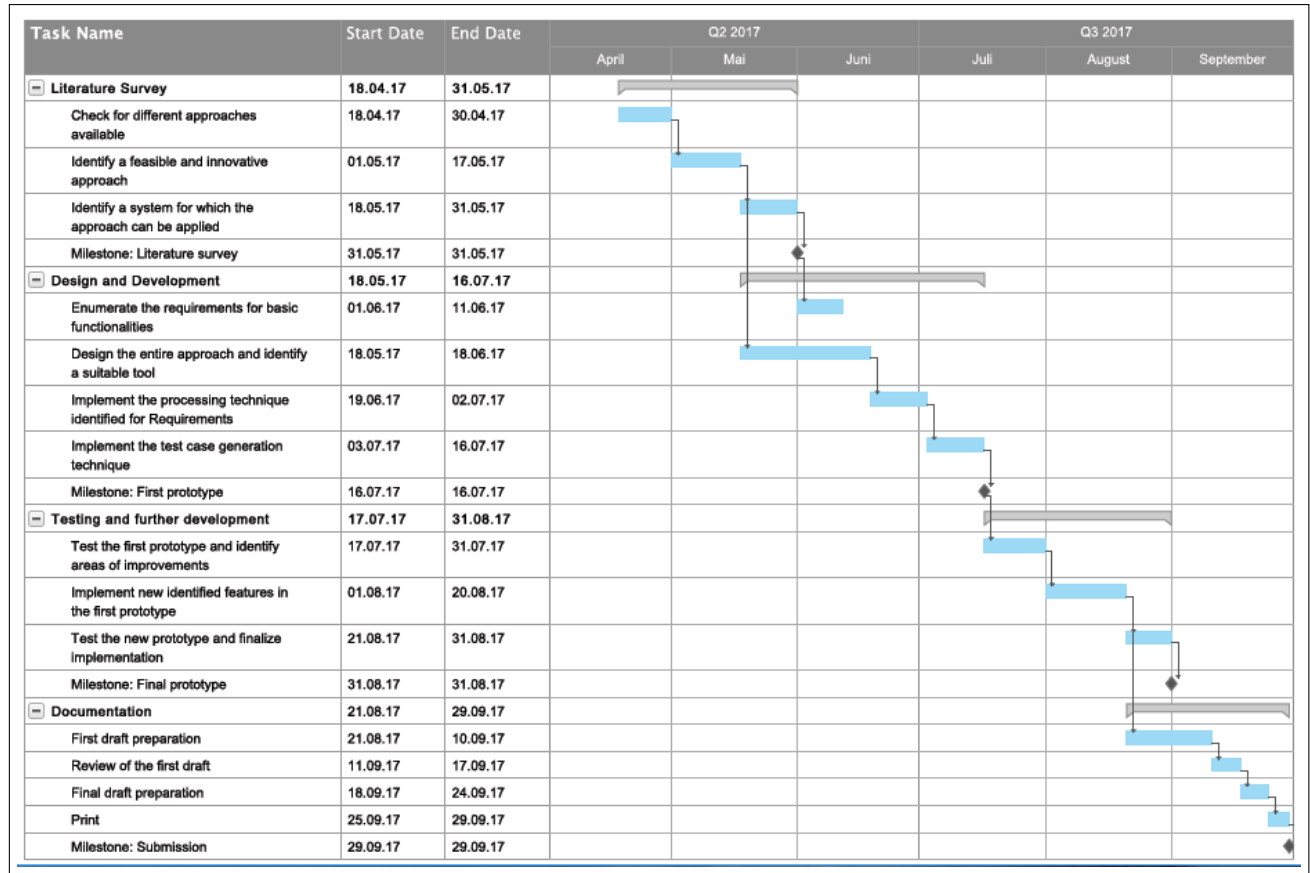 Task Name Start Date End Date Q2 2017 Q3 2017
April Mai Juni Juli August September
Literature Survey 18.04.17 31.05.17
Check for different approaches 18.04.17 30.04.17
available
Identify a feasible and innovative 01.05.17 17.05.17
approach
Identify a system for which the 18.05.17 31.05.17
approach can be applied
Milestone: Literature survey 31.05.17 31.05.17
Design and Development 18.05.17 16.07.17
Enumerate the requirements for basic 01.06.17 11.06.17
functionalities
Design the entire approach and identify 18.05.17 18.06.17
a suitable tool
Implement the processing technique 19.06.17 02.07.17
identified for Requirements
Implement the test case generation 03.07.17 16.07.17
technique
Milestone: First prototype 16.07.17 16.07.17
Testing and further development 17.07.17 31.08.17
Test the first prototype and identify 17.07.17 31.07.17
areas of improvements
Implement new identified features in 01.08.17 20.08.17
the first prototype
Test the new prototype and finalize 21.08.17 31.08.17
implementation
Milestone: Final prototype 31.08.17 31.08.17
Documentation 21.08.17 29.09.17
First draft preparation 21.08.17 10.09.17
Review of the first draft 11.09.17 17.09.17
Final draft preparation 18.09.17 24.09.17
Print 25.09.17 29.09.17
Milestone: Submission 29.09.17 29.09.17